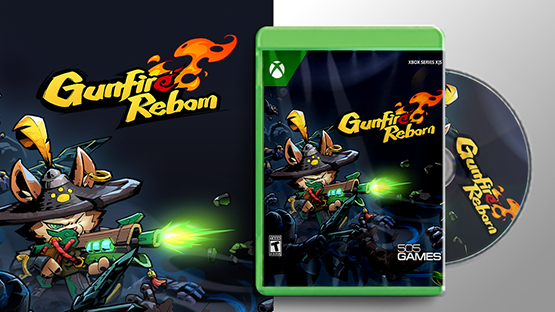 Gunfire
Reborn
XBOX SERIES X|S
Gunfire
Reborn
T
505
GAMES
Gunfire
Reborn